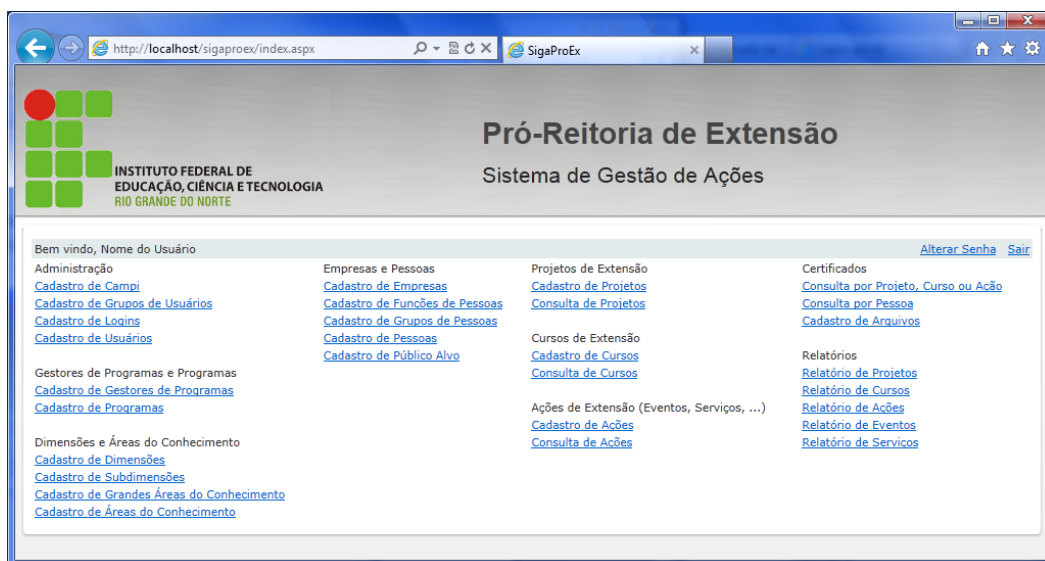 http://localhost/sigaproex/index.aspx
SigaProEx
INSTITUTO FEDERAL DE
EDUCAÇÃO, CIÊNCIA E TECNOLOGIA
RIO GRANDE DO NORTE
Pró-Reitoria de Extensão
Sistema de Gestão de Ações
Bem vindo, Nome do Usuário
Alterar Senha Sair
Administração
Cadastro de Campi
Cadastro de Grupos de Usuários
Cadastro de Logins
Cadastro de Usuários
Gestores de Programas e Programas
Cadastro de Gestores de Programas
Cadastro de Programas
Dimensões e Áreas do Conhecimento
Cadastro de Dimensões
Cadastro de Subdimensões
Cadastro de Grandes Áreas do Conhecimento
Cadastro de Áreas do Conhecimento
Empresas e Pessoas
Cadastro de Empresas
Cadastro de Funções de Pessoas
Cadastro de Grupos de Pessoas
Cadastro de Pessoas
Cadastro de Público Alvo
Projetos de Extensão
Cadastro de Projetos
Consulta de Projetos
Cursos de Extensão
Cadastro de Cursos
Consulta de Cursos
Ações de Extensão (Eventos, Serviços, ...)
Cadastro de Ações
Consulta de Ações
Certificados
Consulta por Projeto, Curso ou Ação
Consulta por Pessoa
Cadastro de Arquivos
Relatórios
Relatório de Projetos
Relatório de Cursos
Relatório de Ações
Relatório de Eventos
Relatório de Serviços